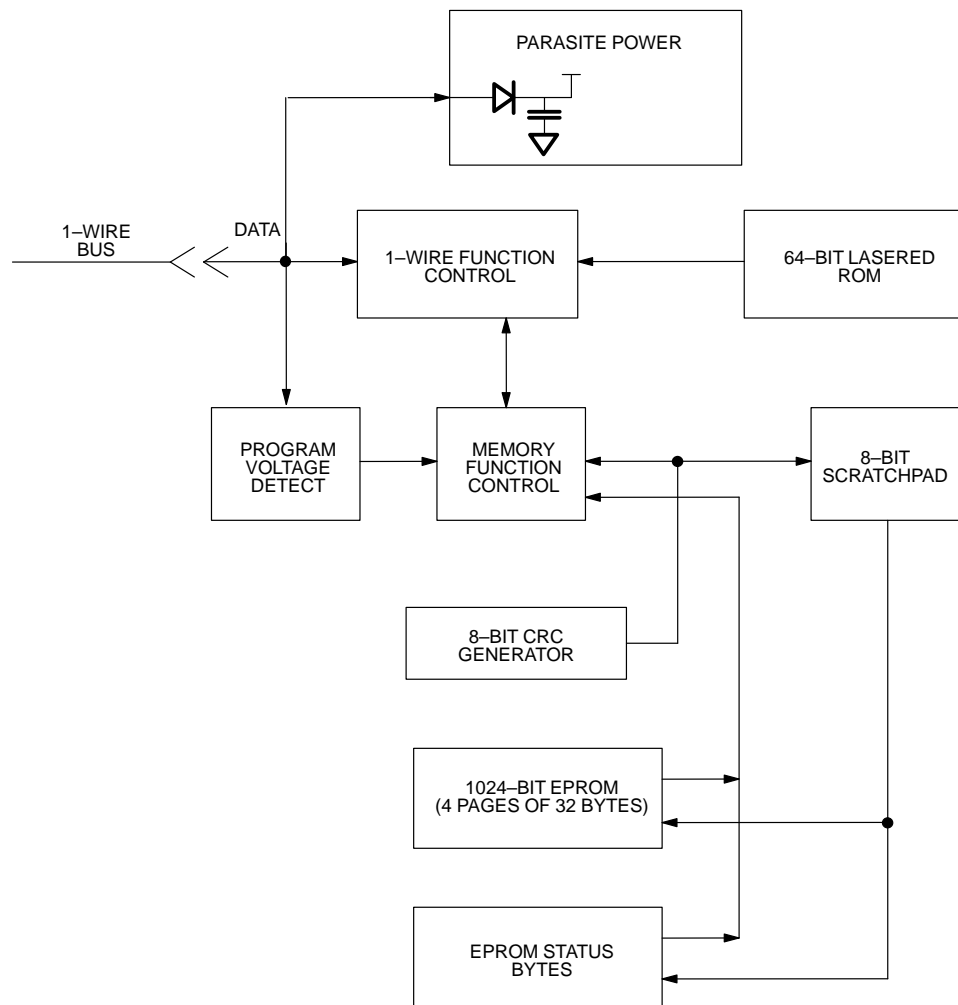 PARASITE POWER
1–WIRE
BUS
DATA
1–WIRE FUNCTION
CONTROL
64–BIT LASERED
ROM
PROGRAM
VOLTAGE
DETECT
MEMORY
FUNCTION
CONTROL
8–BIT
SCRATCHPAD
8–BIT CRC
GENERATOR
1024–BIT EPROM
(4 PAGES OF 32 BYTES)
EPROM STATUS
BYTES